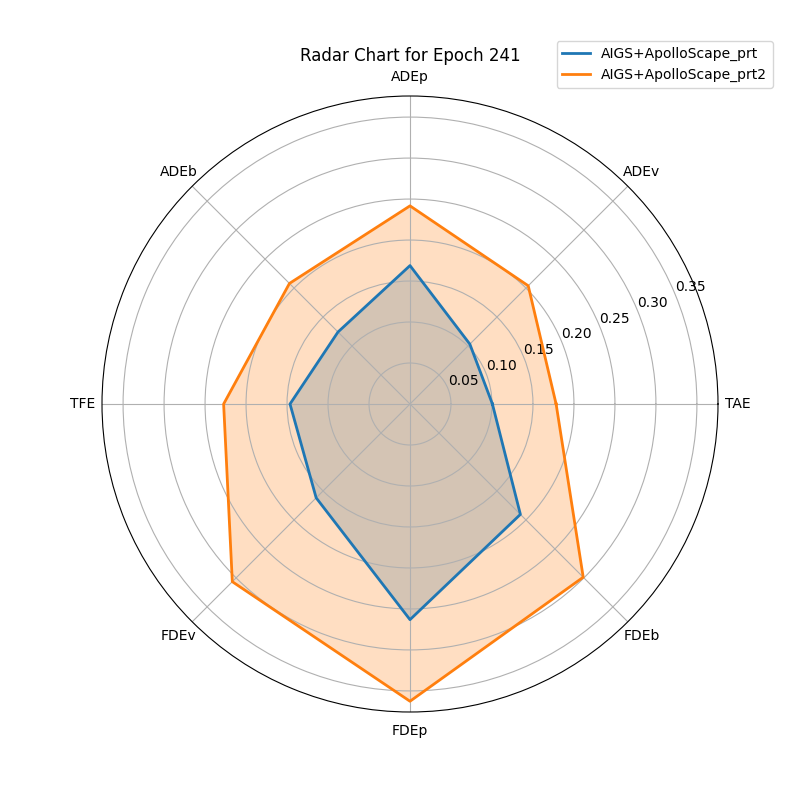 Radar Chart for Epoch 241
AIGS+ApolloScape_prt
AIGS+ApolloScape_prt2
ADEp
ADEb
ADEv
0.35
0.30
0.25
0.20
0.15
0.10
0.05
TFE
TAE
FDEv
FDEb
FDEp